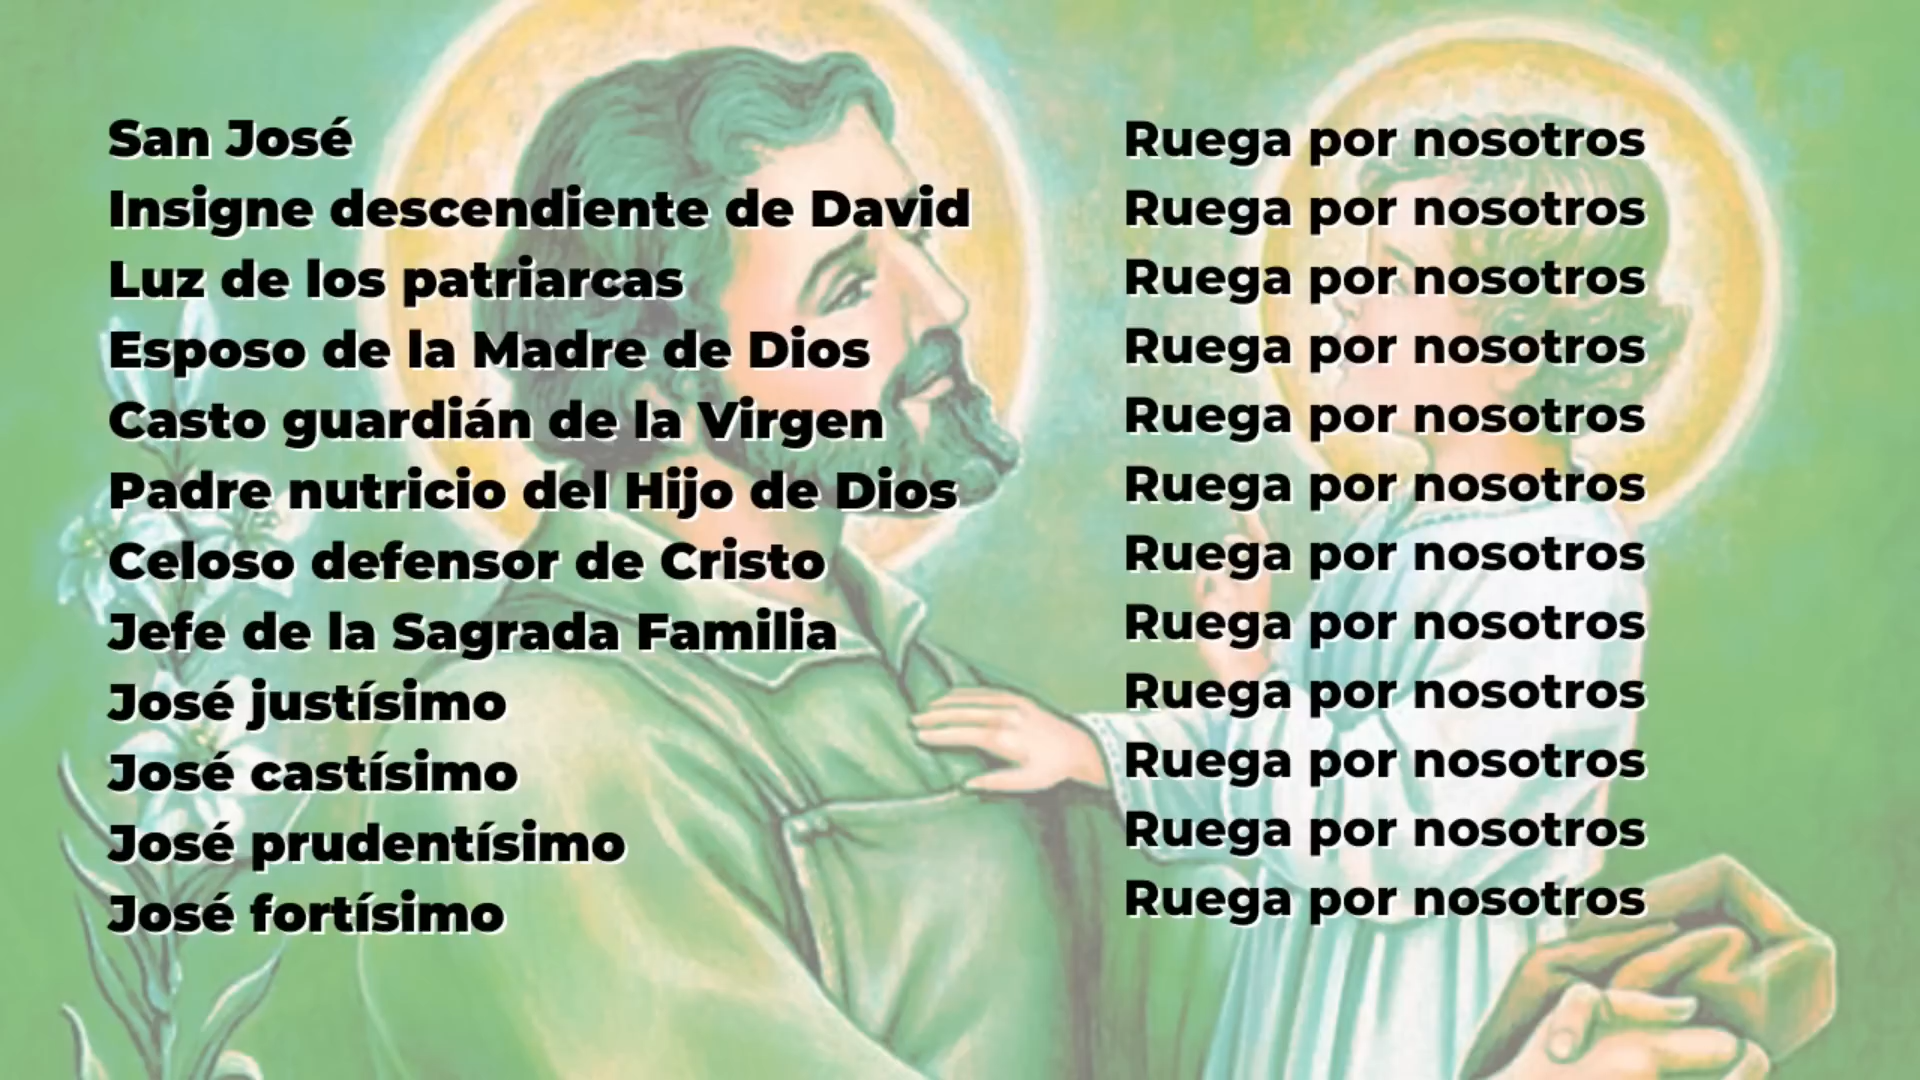 San José Ruega por nosotros
Insigne descendiente de David Ruega por nosotros
Luz de los patriarcas Ruega por nosotros
Esposo de la Madre de Dios Ruega por nosotros
Casto guardián de la Virgen Ruega por nosotros
Padre nutricio del Hijo de Dios Ruega por nosotros
Celoso defensor de Cristo Ruega por nosotros
Jefe de la Sagrada Familia Ruega por nosotros
José justísimo Ruega por nosotros
José castísimo Ruega por nosotros
José prudentísimo Ruega por nosotros
José fortísimo Ruega por nosotros